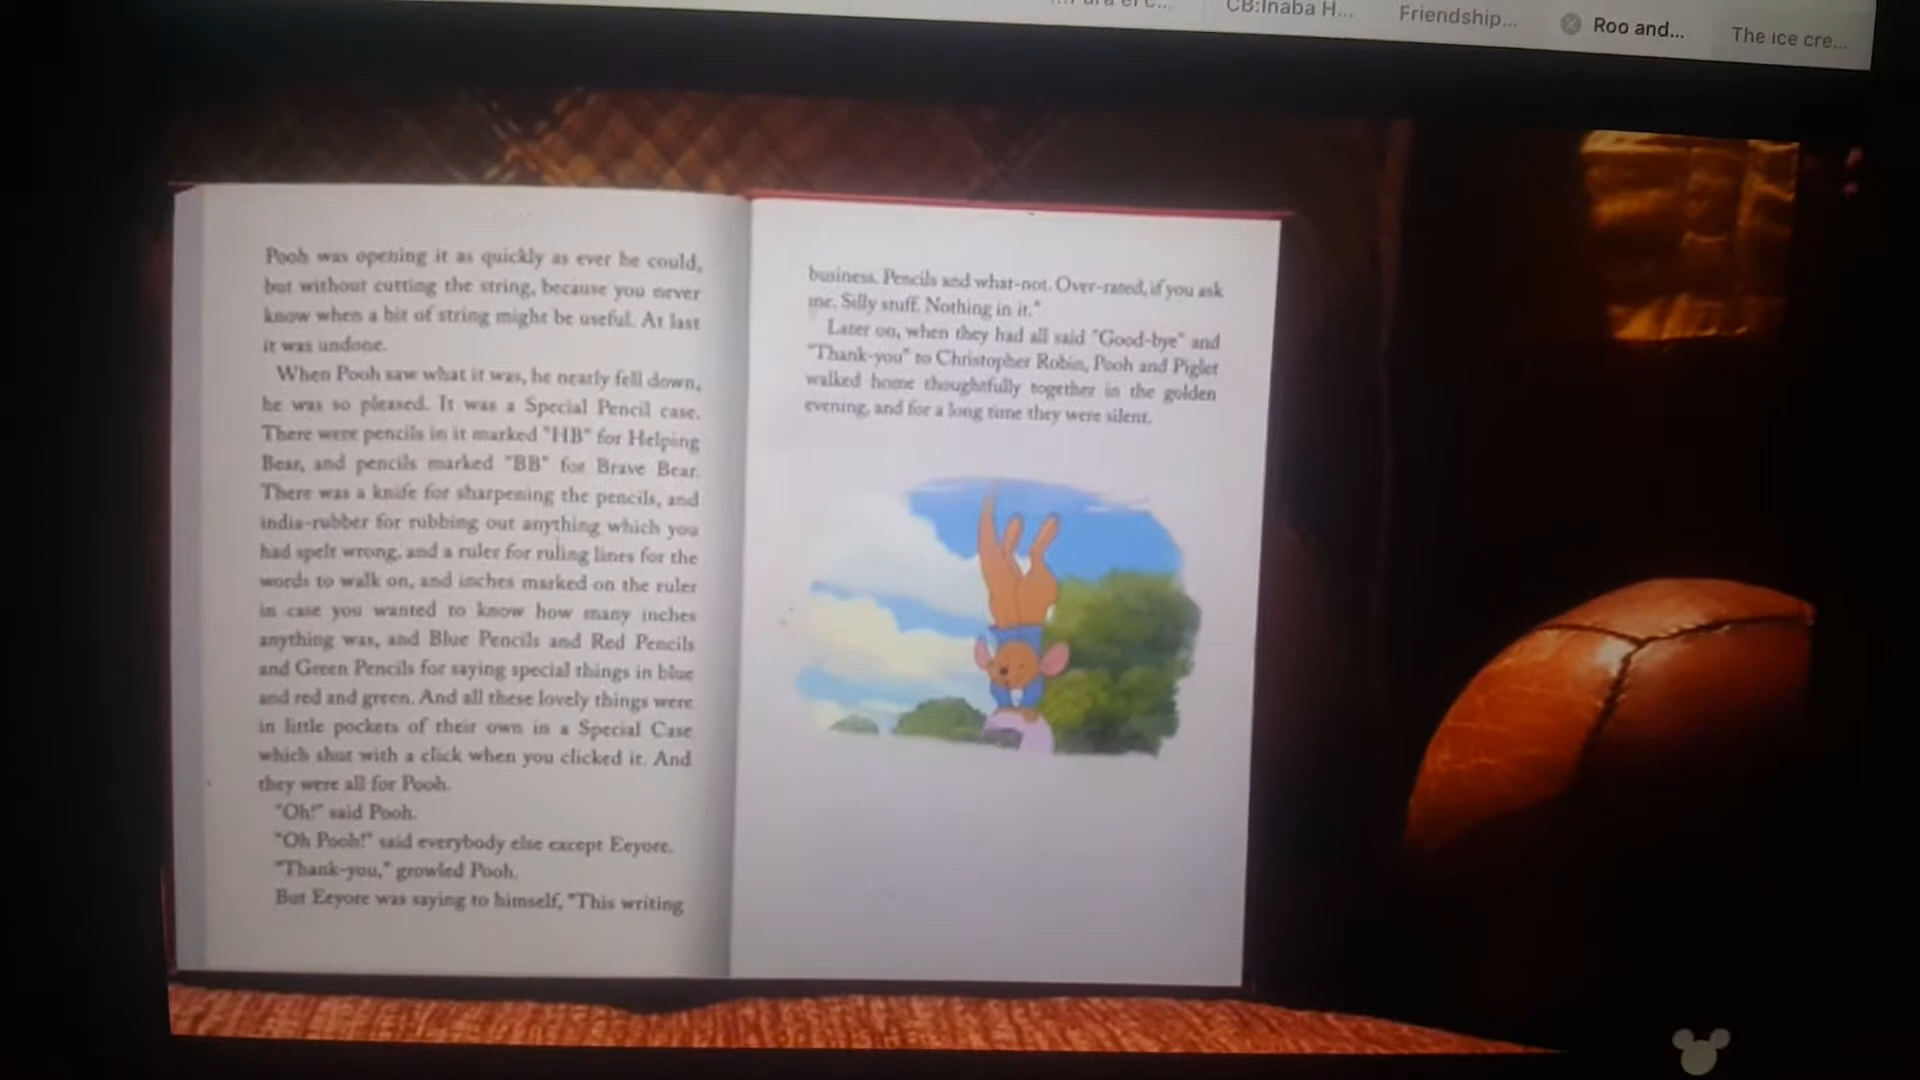 CB:Inaba H...
Friendship...
Roo and...
The ice cre...
Pooh was opening it as quickly as ever he could,
but without cutting the string, because you never
know when a bit of string might be useful. At last
it was undone.
When Pooh saw what it was, he nearly fell down,
he was so pleased. It was a Special Pencil case.
There were pencils in it marked "HB" for Helping
Bear, and pencils marked "BB" for Brave Bear.
There was a knife for sharpening the pencils, and
india-rubber for rubbing out anything which you
had spelt wrong, and a ruler for ruling lines for the
words to walk on, and inches marked on the ruler
in case you wanted to know how many inches
anything was, and Blue Pencils and Red Pencils
and Green Pencils for saying special things in blue
and red and green. And all these lovely things were
in little pockets of their own in a Special Case
which shut with a click when you clicked it. And
they were all for Pooh.
"Oh!" said Pooh.
"Oh Pooh!" said everybody else except Eeyore.
"Thank-you," growled Pooh.
But Eeyore was saying to himself, "This writing
business. Pencils and what-not. Over-rated, if you ask
me. Silly stuff. Nothing in it."
Later on, when they had all said "Good-bye" and
"Thank-you" to Christopher Robin, Pooh and Piglet
walked home thoughtfully together in the golden
evening, and for a long time they were silent.